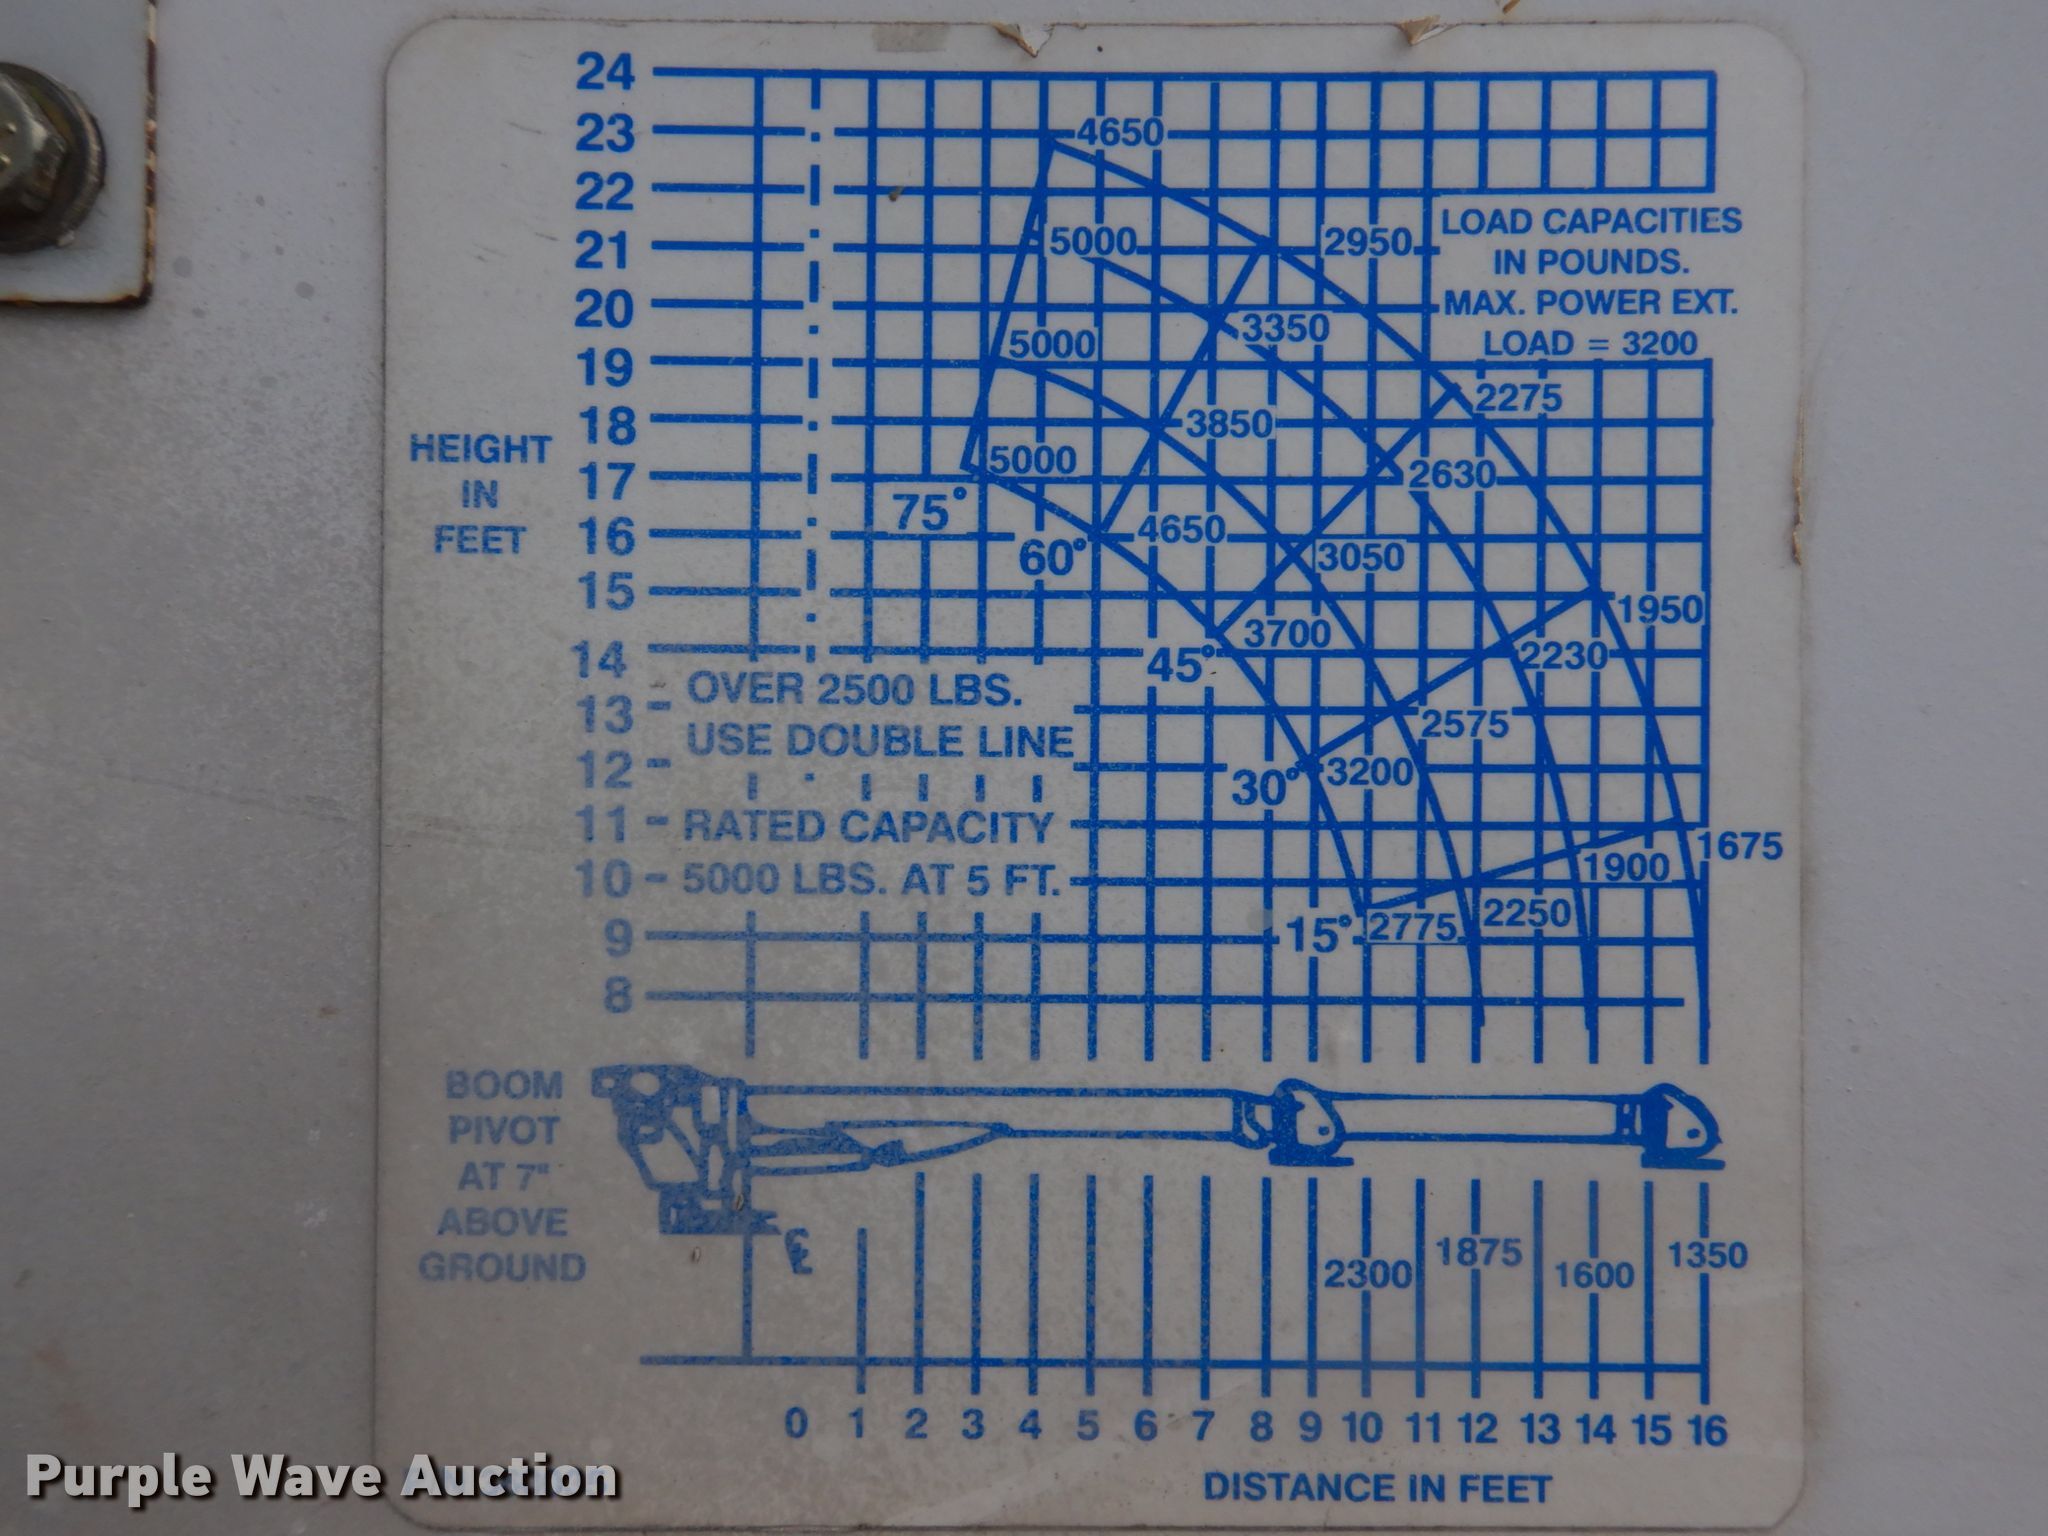 24
23 4650
22
LOAD CAPACITIES
21 5000 2950
IN POUNDS.
20 MAX. POWER EXT.
3350
19 5000 LOAD = 3200
2275
18 3850
HEIGHT
IN
FEET
17 5000 2630
75°
16 60° 4650
3050
15 1950
3700
14 45° 2230
OVER 2500 LBS.
13 2575
USE DOUBLE LINE
12 30° 3200
11 RATED CAPACITY
1675
10 5000 LBS. AT 5 FT. 1900
2250
9 15° 2775
8
BOOM
PIVOT
AT 7"
ABOVE
GROUND
℄
2300 1875 1600 1350
0 1 2 3 4 5 6 7 8 9 10 11 12 13 14 15 16
DISTANCE IN FEET
Purple Wave Auction